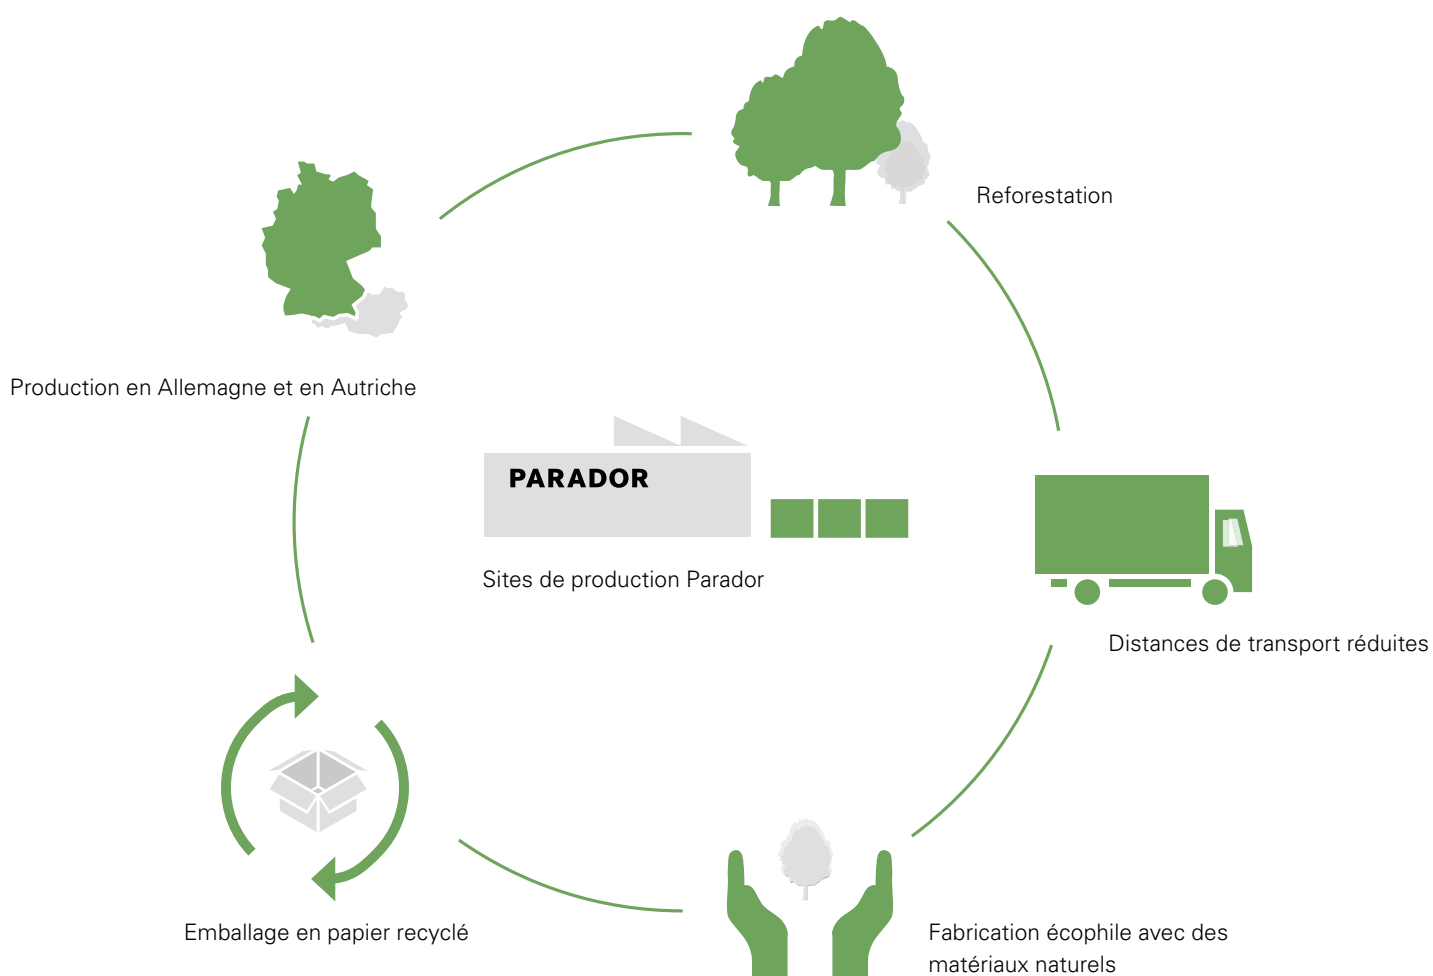 Reforestation
Production en Allemagne et en Autriche
PARADOR
Sites de production Parador
Distances de transport réduites
Emballage en papier recyclé
Fabrication écophile avec des
matériaux naturels